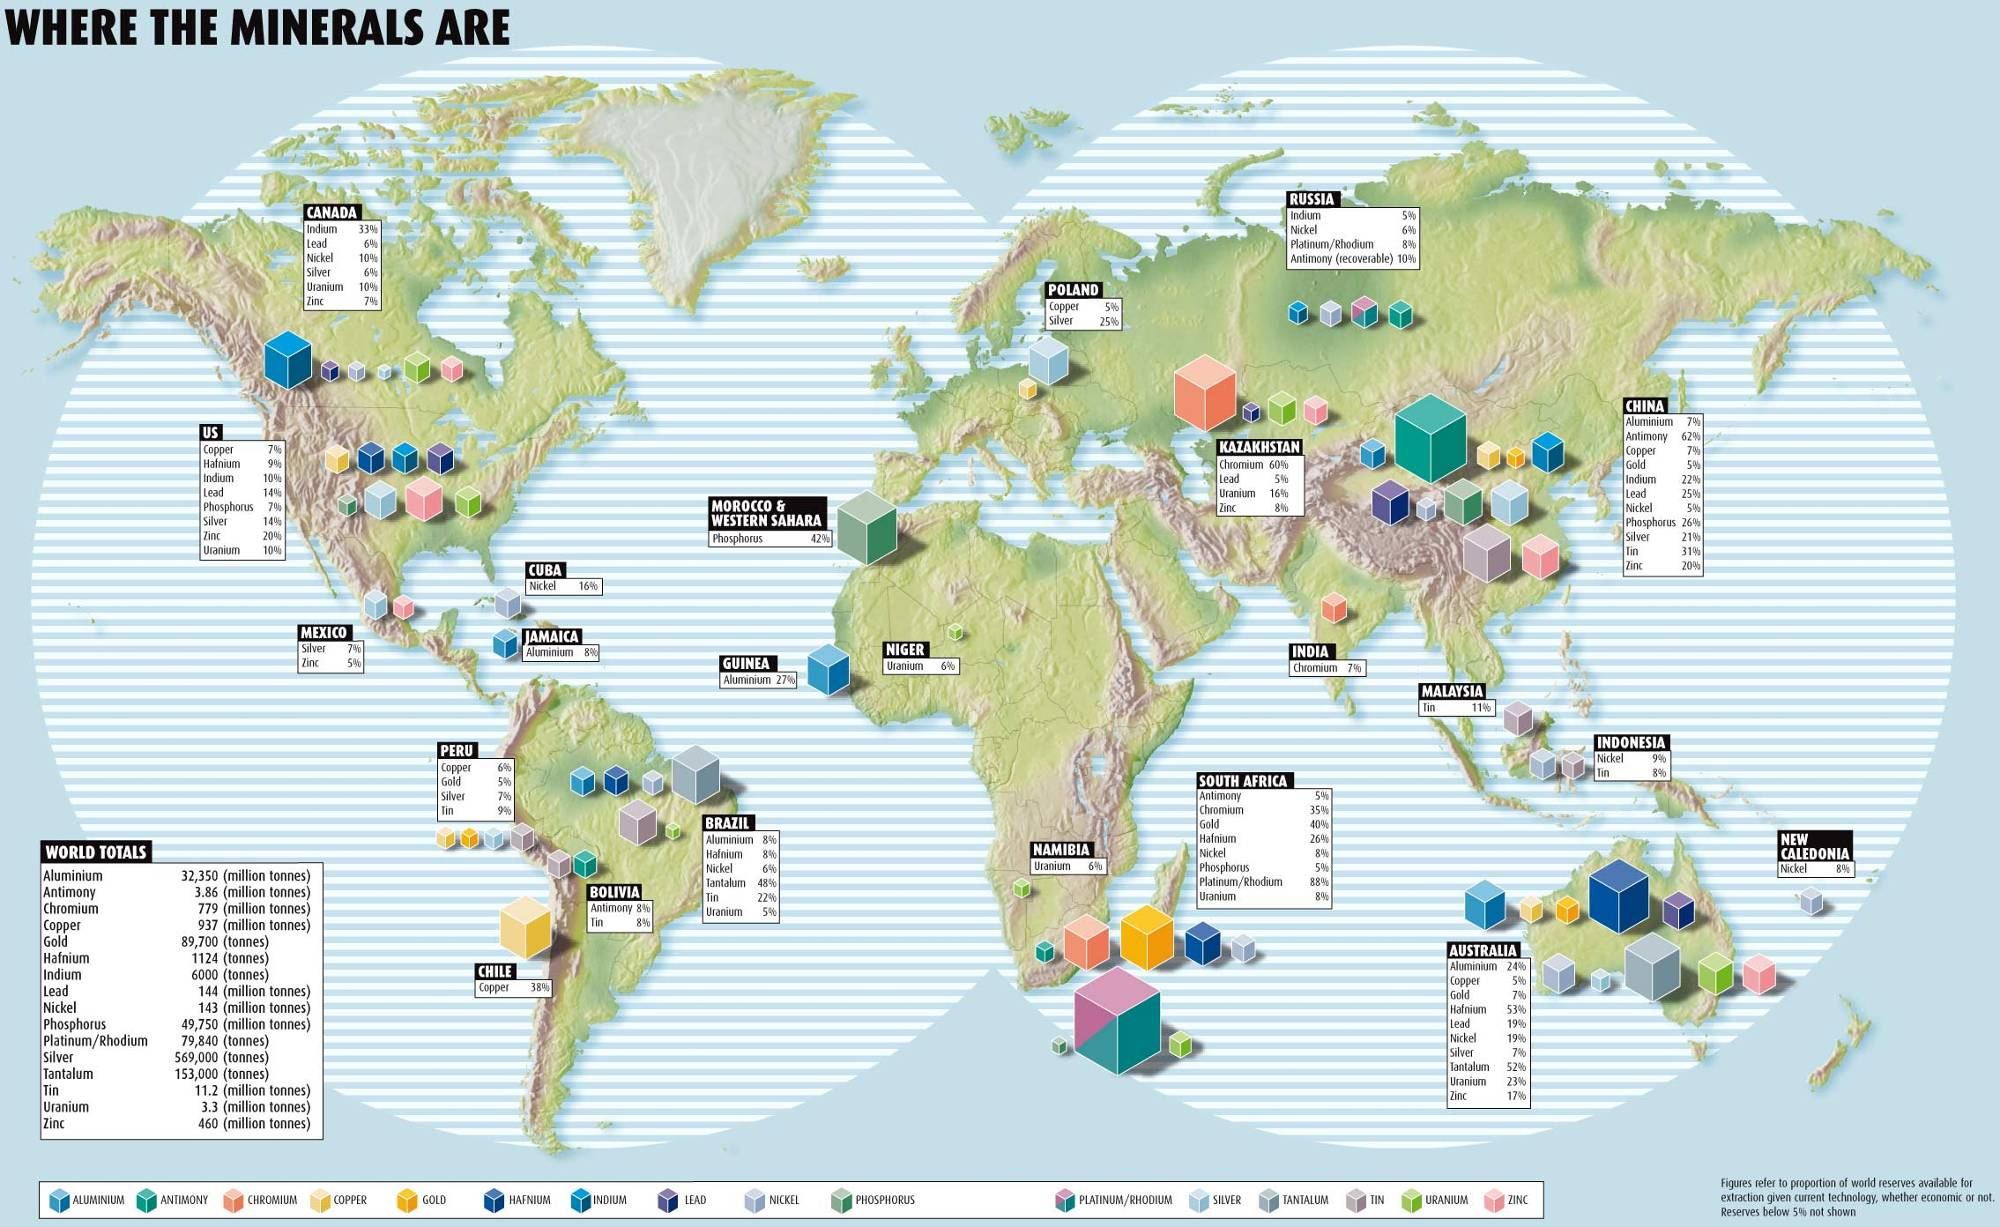 WHERE THE MINERALS ARE
CANADA
Indium 33%
Lead 6%
Nickel 10%
Silver 6%
Uranium 10%
Zinc 7%
RUSSIA
Indium 5%
Nickel 6%
Platinum/Rhodium 8%
Antimony (recoverable) 10%
POLAND
Copper 5%
Silver 25%
US
Copper 7%
Hafnium 9%
Indium 10%
Lead 14%
Phosphorus 7%
Silver 14%
Zinc 20%
Uranium 10%
KAZAKHSTAN
Chromium 60%
Lead 5%
Uranium 16%
Zinc 8%
CHINA
Aluminium 7%
Antimony 62%
Copper 7%
Gold 5%
Indium 22%
Lead 25%
Nickel 5%
Phosphorus 26%
Silver 21%
Tin 31%
Zinc 20%
MOROCCO &
WESTERN SAHARA
Phosphorus 42%
CUBA
Nickel 16%
MEXICO
Silver 7%
Zinc 5%
JAMAICA
Aluminium 8%
GUINEA
Aluminium 27%
NIGER
Uranium 6%
INDIA
Chromium 7%
MALAYSIA
Tin 11%
INDONESIA
Nickel 9%
Tin 8%
PERU
Copper 6%
Gold 5%
Silver 7%
Tin 9%
BRAZIL
Aluminium 8%
Hafnium 8%
Nickel 6%
Tantalum 48%
Tin 22%
Uranium 5%
BOLIVIA
Antimony 8%
Tin 8%
CHILE
Copper 38%
NAMIBIA
Uranium 6%
SOUTH AFRICA
Antimony 5%
Chromium 35%
Gold 40%
Hafnium 26%
Nickel 8%
Phosphorus 5%
Platinum/Rhodium 88%
Uranium 8%
NEW
CALEDONIA
Nickel 8%
AUSTRALIA
Aluminium 24%
Copper 5%
Gold 7%
Hafnium 53%
Lead 19%
Nickel 19%
Silver 7%
Tantalum 52%
Uranium 23%
Zinc 17%
WORLD TOTALS
Aluminium 32,350 (million tonnes)
Antimony 3.86 (million tonnes)
Chromium 779 (million tonnes)
Copper 937 (million tonnes)
Gold 89,700 (tonnes)
Hafnium 1124 (tonnes)
Indium 6000 (tonnes)
Lead 144 (million tonnes)
Nickel 143 (million tonnes)
Phosphorus 49,750 (million tonnes)
Platinum/Rhodium 79,840 (tonnes)
Silver 569,000 (tonnes)
Tantalum 153,000 (tonnes)
Tin 11.2 (million tonnes)
Uranium 3.3 (million tonnes)
Zinc 460 (million tonnes)
ALUMINIUM ANTIMONY CHROMIUM COPPER GOLD HAFNIUM INDIUM LEAD NICKEL PHOSPHORUS PLATINUM/RHODIUM SILVER TANTALUM TIN URANIUM ZINC
Figures refer to proportion of world reserves available for
extraction given current technology, whether economic or not.
Reserves below 5% not shown